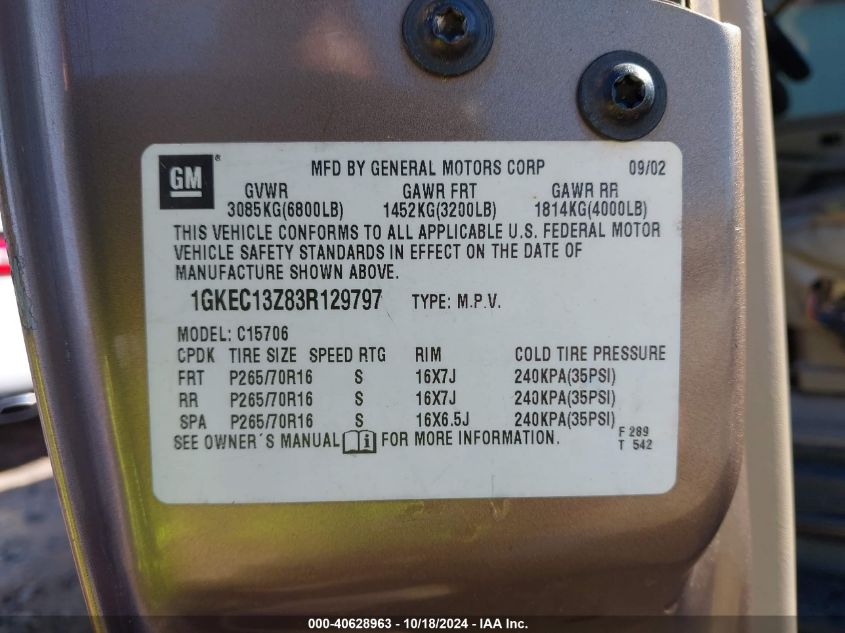 GM ® MFD BY GENERAL MOTORS CORP 09/02
GVWR GAWR FRT GAWR RR
3085KG(6800LB) 1452KG(3200LB) 1814KG(4000LB)
THIS VEHICLE CONFORMS TO ALL APPLICABLE U.S. FEDERAL MOTOR
VEHICLE SAFETY STANDARDS IN EFFECT ON THE DATE OF
MANUFACTURE SHOWN ABOVE.
1GKEC13Z83R129797 TYPE: M.P.V.
MODEL: C15706
CPDK TIRE SIZE SPEED RTG RIM COLD TIRE PRESSURE
FRT P265/70R16 S 16X7J 240KPA(35PSI)
RR P265/70R16 S 16X7J 240KPA(35PSI)
SPA P265/70R16 S 16X6.5J 240KPA(35PSI)
SEE OWNER´S MANUAL FOR MORE INFORMATION. F 289
T 542
000-40628963 - 10/18/2024 - IAA Inc.